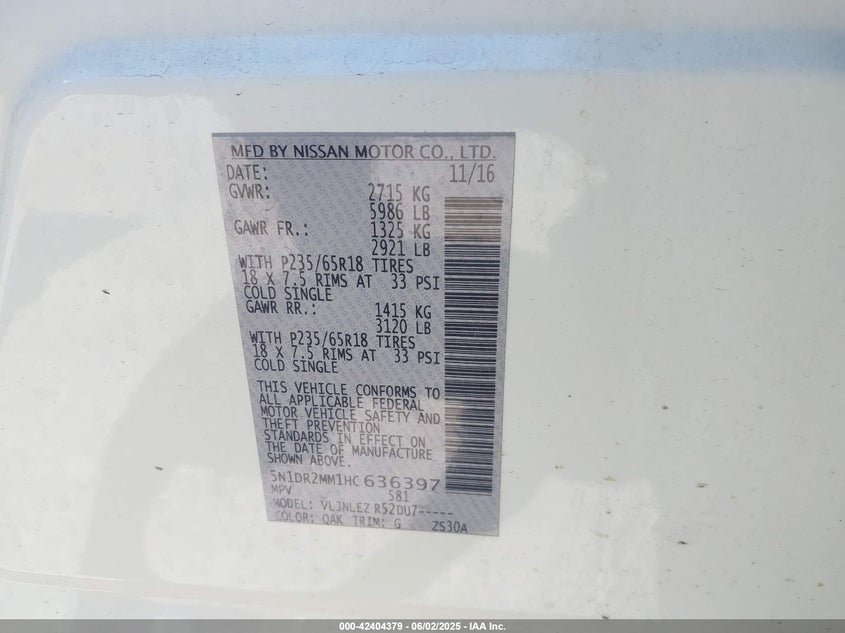 MFD BY NISSAN MOTOR CO., LTD.
DATE: 11/16
GVWR: 2715 KG
5986 LB
GAWR FR.: 1325 KG
2921 LB
WITH P235/65R18 TIRES
18 X 7.5 RIMS AT 33 PSI
COLD SINGLE
GAWR RR.: 1415 KG
3120 LB
WITH P235/65R18 TIRES
18 X 7.5 RIMS AT 33 PSI
COLD SINGLE
THIS VEHICLE CONFORMS TO
ALL APPLICABLE FEDERAL
MOTOR VEHICLE SAFETY AND
THEFT PREVENTION
STANDARDS IN EFFECT ON
THE DATE OF MANUFACTURE
SHOWN ABOVE.
5N1DR2MM1HC 636397
MPV 581
MODEL: VLJNLEZ R52DU7-----
COLOR: QAK TRIM: G ZS30A
000-42404379 - 06/02/2025 - IAA Inc.